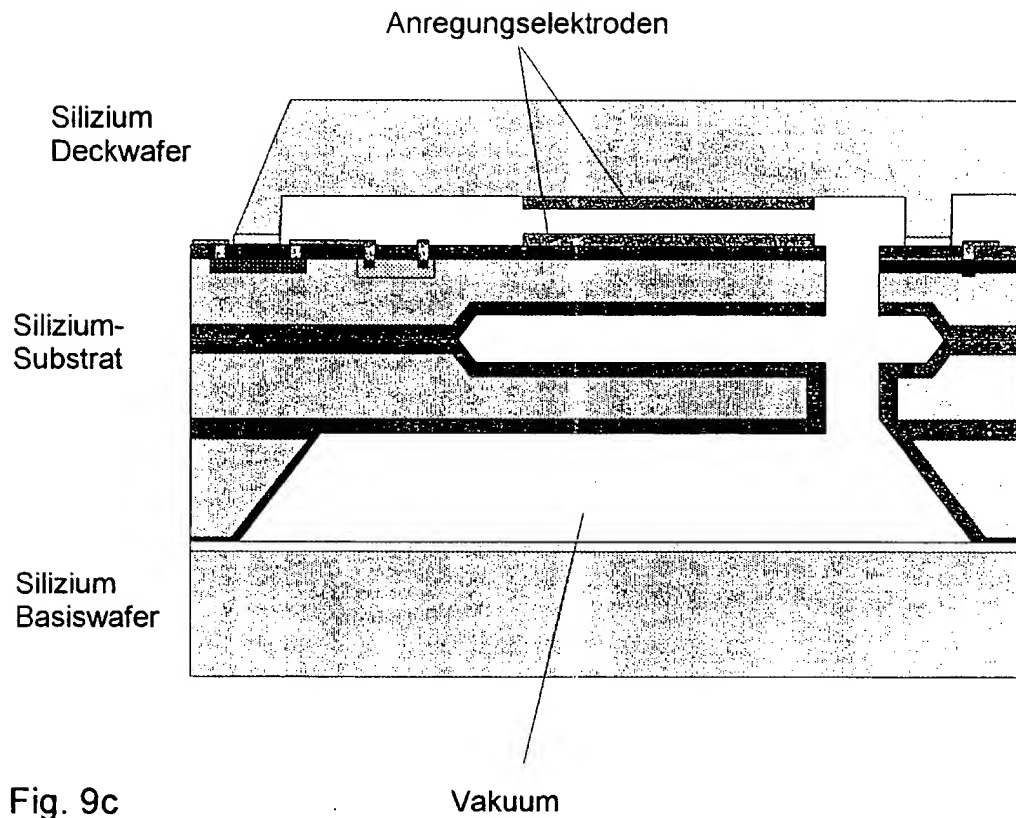 Anregungselektroden
Silizium
Deckwafer
Silizium-
Substrat
Silizium
Basiswafer
Fig. 9c
Vakuum